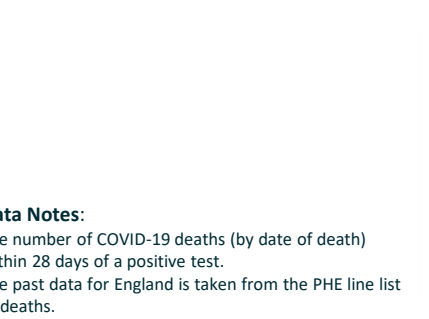 ata Notes:
e number of COVID-19 deaths (by date of death)
thin 28 days of a positive test.
e past data for England is taken from the PHE line list
deaths.